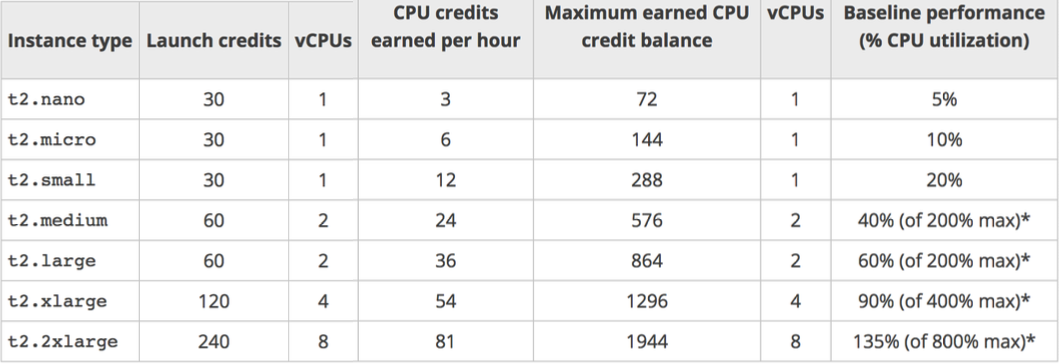 Instance type Launch credits vCPUs CPU credits earned per hour Maximum earned CPU credit balance vCPUs Baseline performance (% CPU utilization)
t2.nano 30 1 3 72 1 5%
t2.micro 30 1 6 144 1 10%
t2.small 30 1 12 288 1 20%
t2.medium 60 2 24 576 2 40% (of 200% max)*
t2.large 60 2 36 864 2 60% (of 200% max)*
t2.xlarge 120 4 54 1296 4 90% (of 400% max)*
t2.2xlarge 240 8 81 1944 8 135% (of 800% max)*